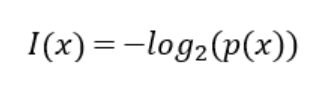 I(x) = −log₂(p(x))